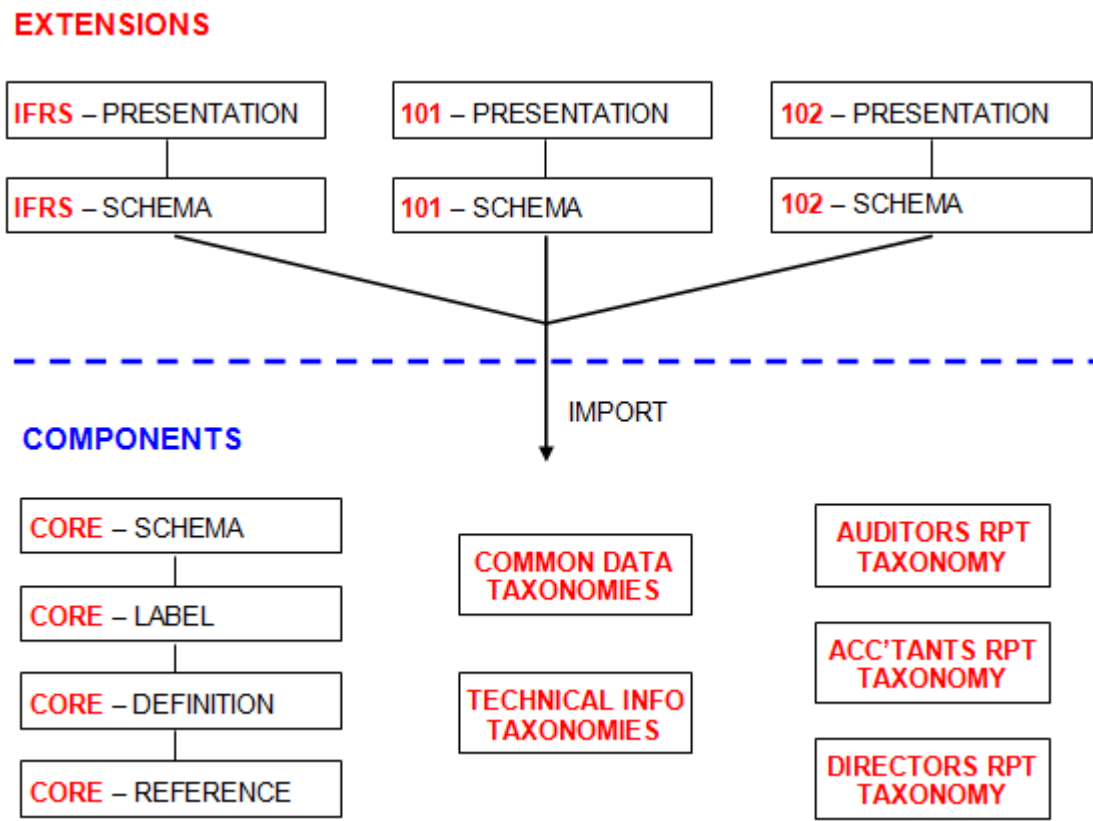 EXTENSIONS
IFRS – PRESENTATION
101 – PRESENTATION
102 – PRESENTATION
IFRS – SCHEMA
101 – SCHEMA
102 – SCHEMA
IMPORT
COMPONENTS
CORE – SCHEMA
CORE – LABEL
CORE – DEFINITION
CORE – REFERENCE
COMMON DATA
TAXONOMIES
TECHNICAL INFO
TAXONOMIES
AUDITORS RPT
TAXONOMY
ACC'TANTS RPT
TAXONOMY
DIRECTORS RPT
TAXONOMY